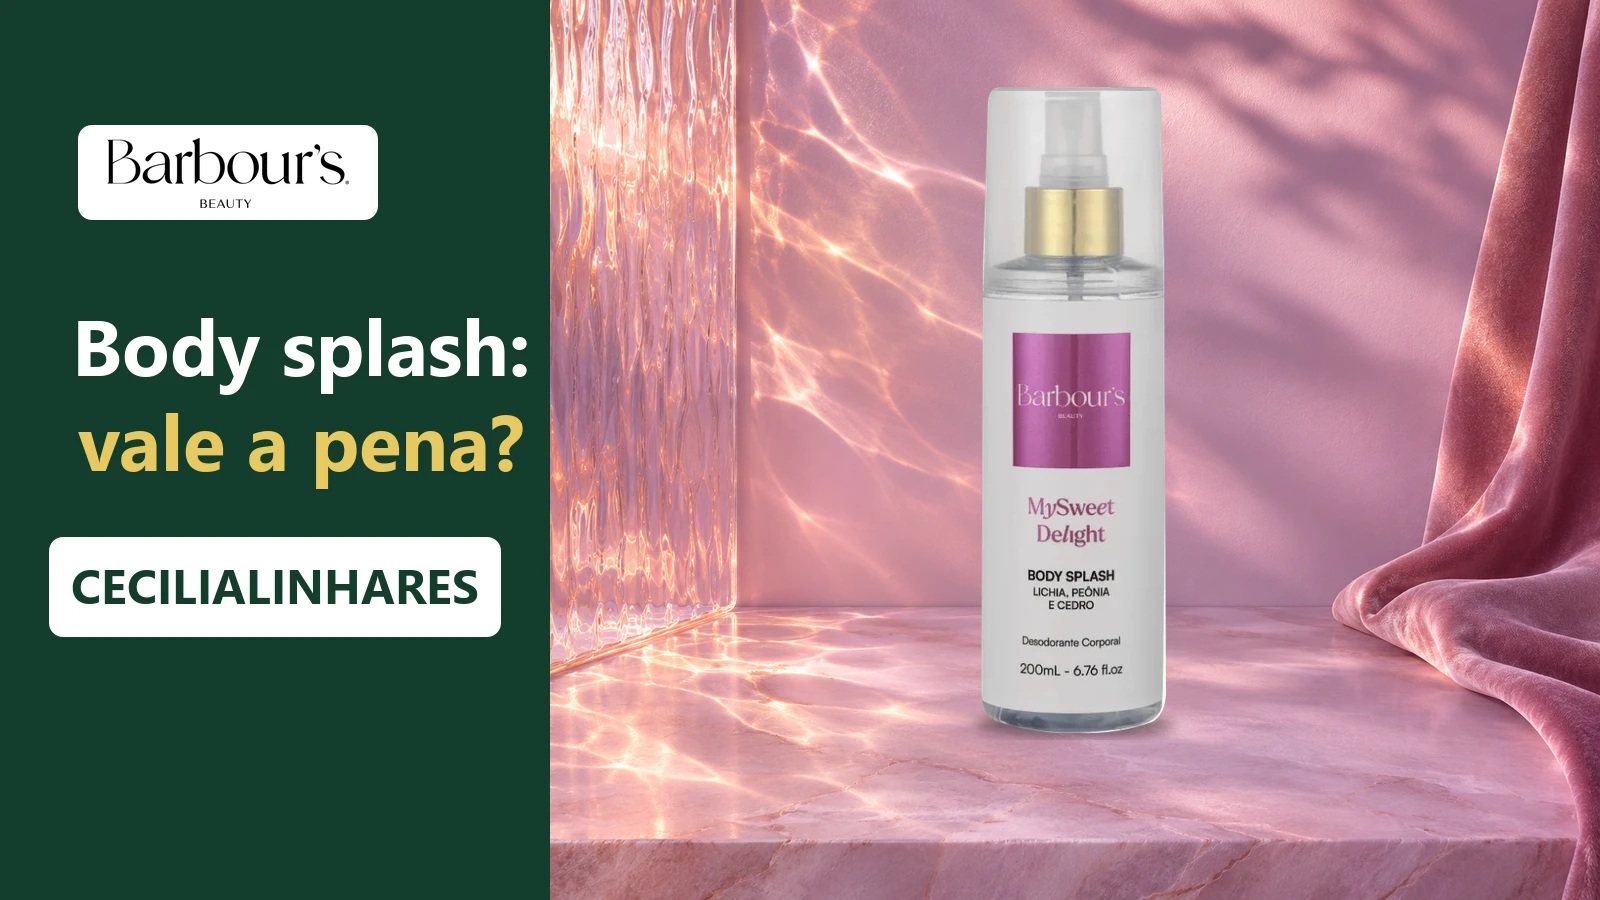 Barbour's.
BEAUTY
Body splash:
vale a pena?
CECILIALINHARES
Barbour's
BEAUTY
MySweet
Delight
BODY SPLASH
LICHIA, PEÔNIA
E CEDRO
Desodorante Corporal
200mL - 6.76 fl.oz